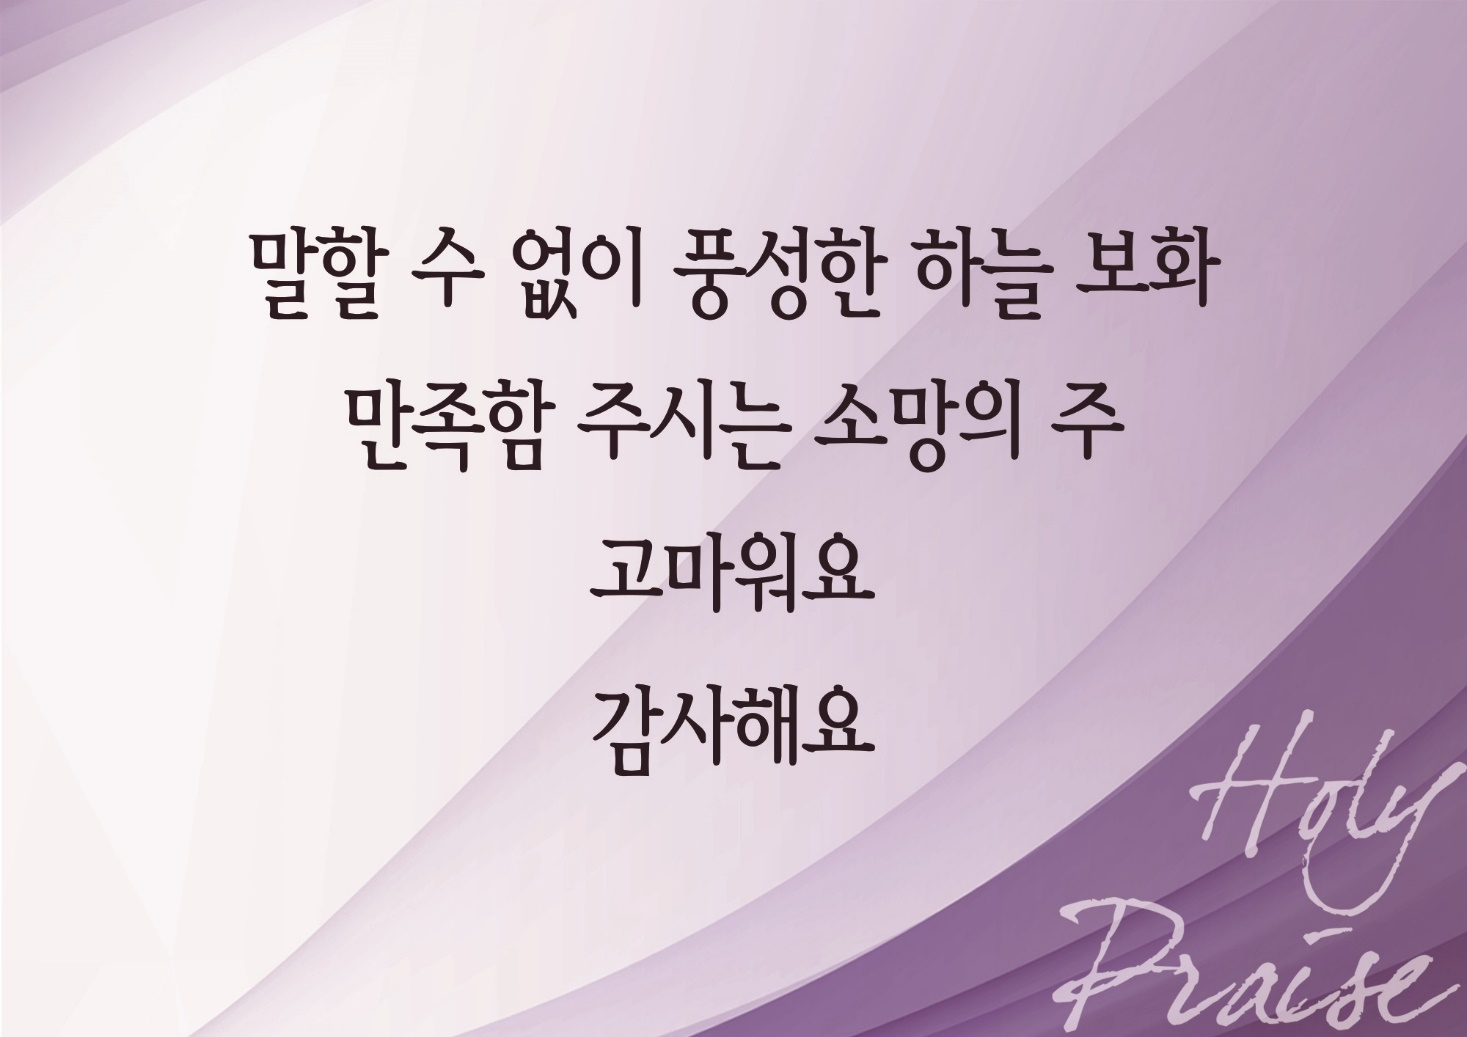 말할 수 없이 풍성한 하늘 보화
만족함 주시는 소망의 주
고마워요
감사해요
Holy
Praise